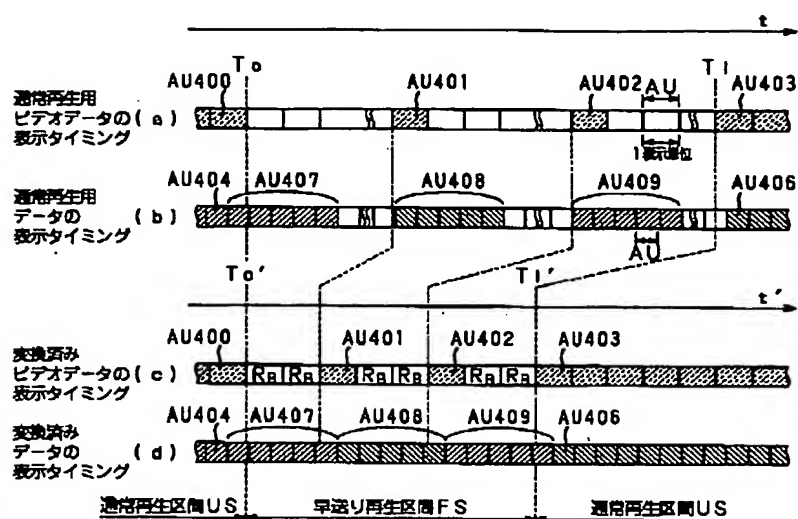 t
To AU401 AU402 AU T1 AU403
AU400
通常再生用
ビデオデータの(a)
表示タイミング
1表示単位
AU404 AU407 AU408 AU409 AU406
通常再生用
データの (b)
表示タイミング
AU
To' T1'
t'
AU400 AU401 AU402 AU403
変換済み
ビデオデータの(c)
表示タイミング
RB RB RB RB RB RB
AU404 AU407 AU408 AU409 AU406
変換済み
データの (d)
表示タイミング
通常再生区間US 早送り再生区間FS 通常再生区間US